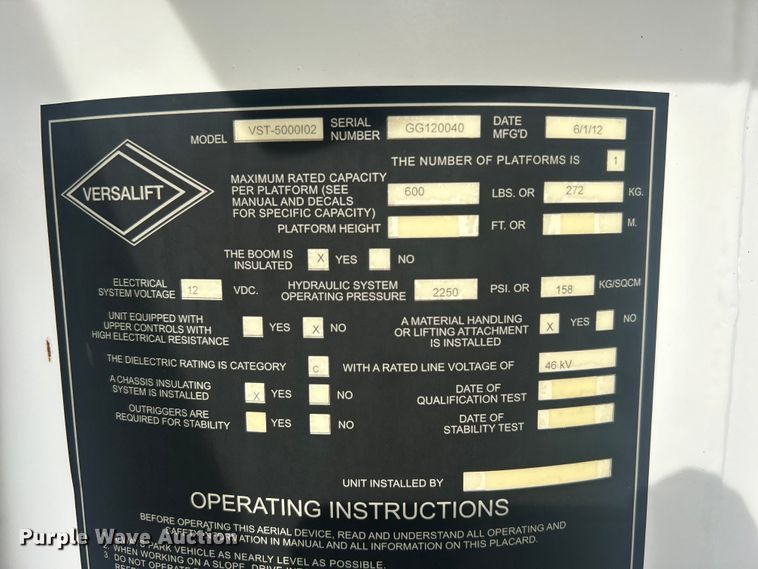 MODEL VST-5000I02 SERIAL NUMBER GG120040 DATE MFG'D 6/1/12
THE NUMBER OF PLATFORMS IS 1
VERSALIFT
MAXIMUM RATED CAPACITY
PER PLATFORM (SEE 600 LBS. OR 272 KG.
MANUAL AND DECALS
FOR SPECIFIC CAPACITY)
PLATFORM HEIGHT FT. OR M.
THE BOOM IS INSULATED X YES NO
ELECTRICAL SYSTEM VOLTAGE 12 VDC. HYDRAULIC SYSTEM OPERATING PRESSURE 2250 PSI. OR 158 KG/SQCM
UNIT EQUIPPED WITH
UPPER CONTROLS WITH YES X NO
HIGH ELECTRICAL RESISTANCE
A MATERIAL HANDLING
OR LIFTING ATTACHMENT X YES NO
IS INSTALLED
THE DIELECTRIC RATING IS CATEGORY c WITH A RATED LINE VOLTAGE OF 46 kV
A CHASSIS INSULATING
SYSTEM IS INSTALLED X YES NO
DATE OF
QUALIFICATION TEST
OUTRIGGERS ARE
REQUIRED FOR STABILITY YES NO
DATE OF
STABILITY TEST
UNIT INSTALLED BY
OPERATING INSTRUCTIONS
BEFORE OPERATING THIS AERIAL DEVICE, READ AND UNDERSTAND ALL OPERATING AND
INFORMATION IN MANUAL AND ALL INFORMATION ON THIS PLACARD.
2. PARK VEHICLE AS NEARLY LEVEL AS POSSIBLE.
3. WHEN WORKING ON A SLOPE,
DO NOT OPERATE
Purple Wave Auction